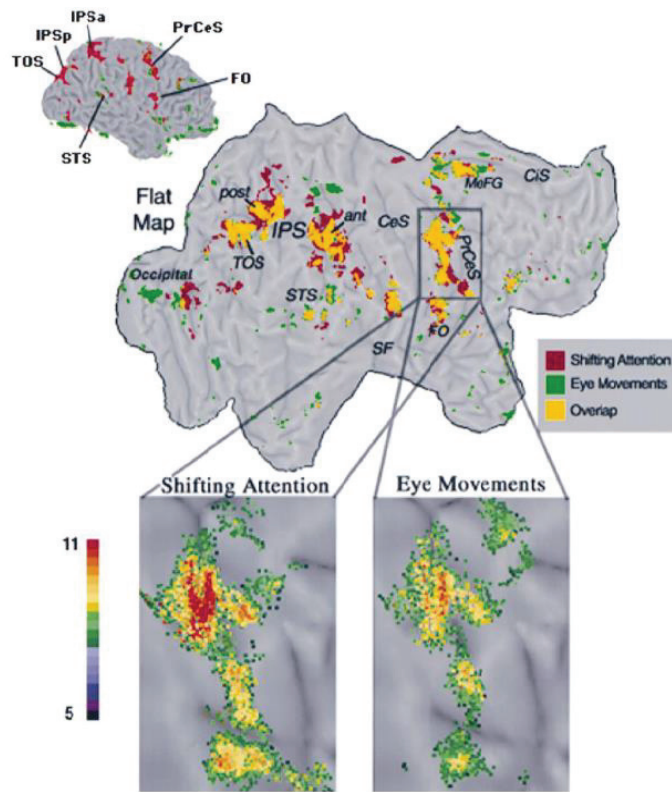 IPSa
IPSp
PrCeS
TOS
FO
STS
Flat
Map
post
IPS
ant
CeS
MeFG
CiS
PrCeS
TOS
Occipital
STS
FO
SF
Shifting Attention
Eye Movements
Overlap
Shifting Attention
Eye Movements
11
5